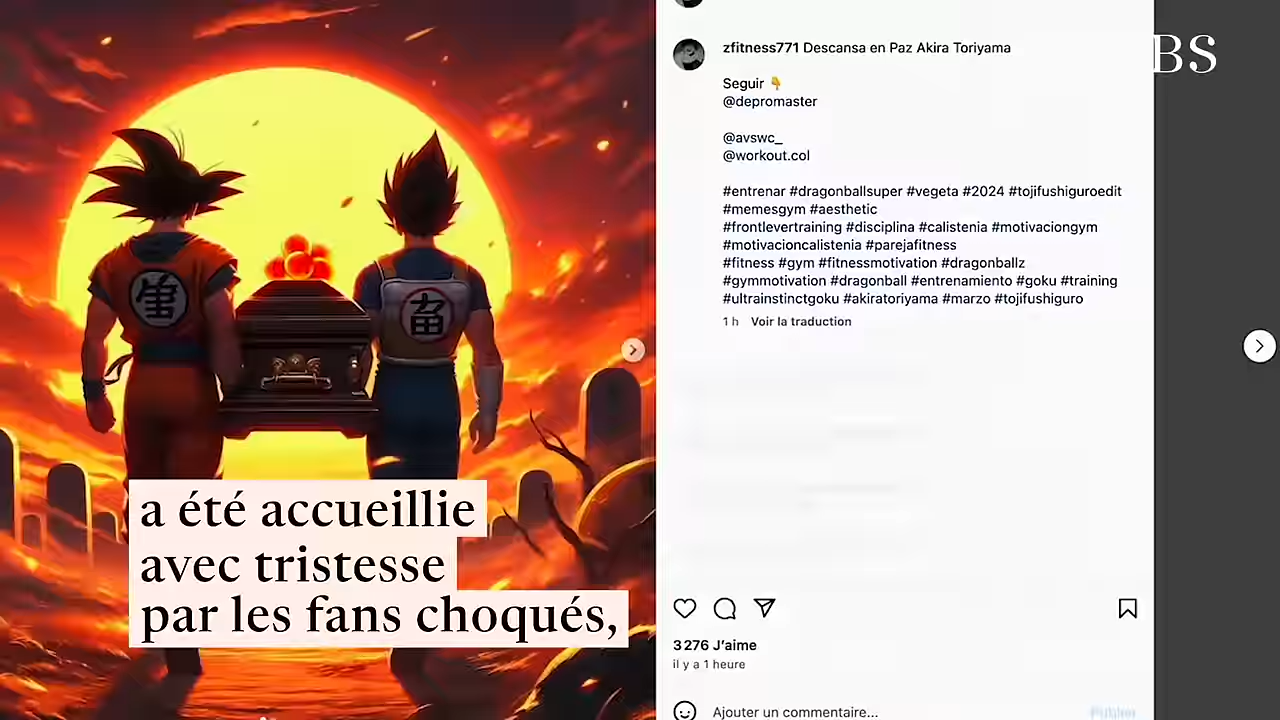 zfitness771 Descansa en Paz Akira Toriyama
BS
Seguir 👇
@depromaster
@avswc_
@workout.col
#entrenar #dragonballsuper #vegeta #2024 #tojifushiguroedit
#memesgym #aesthetic
#frontlevertraining #disciplina #calistenia #motivaciongym
#motivacioncalistenia #parejafitness
#fitness #gym #fitnessmotivation #dragonballz
#gymmotivation #dragonball #entrenamiento #goku #training
#ultrainstinctgoku #akiratoriyama #marzo #tojifushiguro
1 h Voir la traduction
a été accueillie
avec tristesse
par les fans choqués,
3 276 J’aime
il y a 1 heure
Ajouter un commentaire... Publier